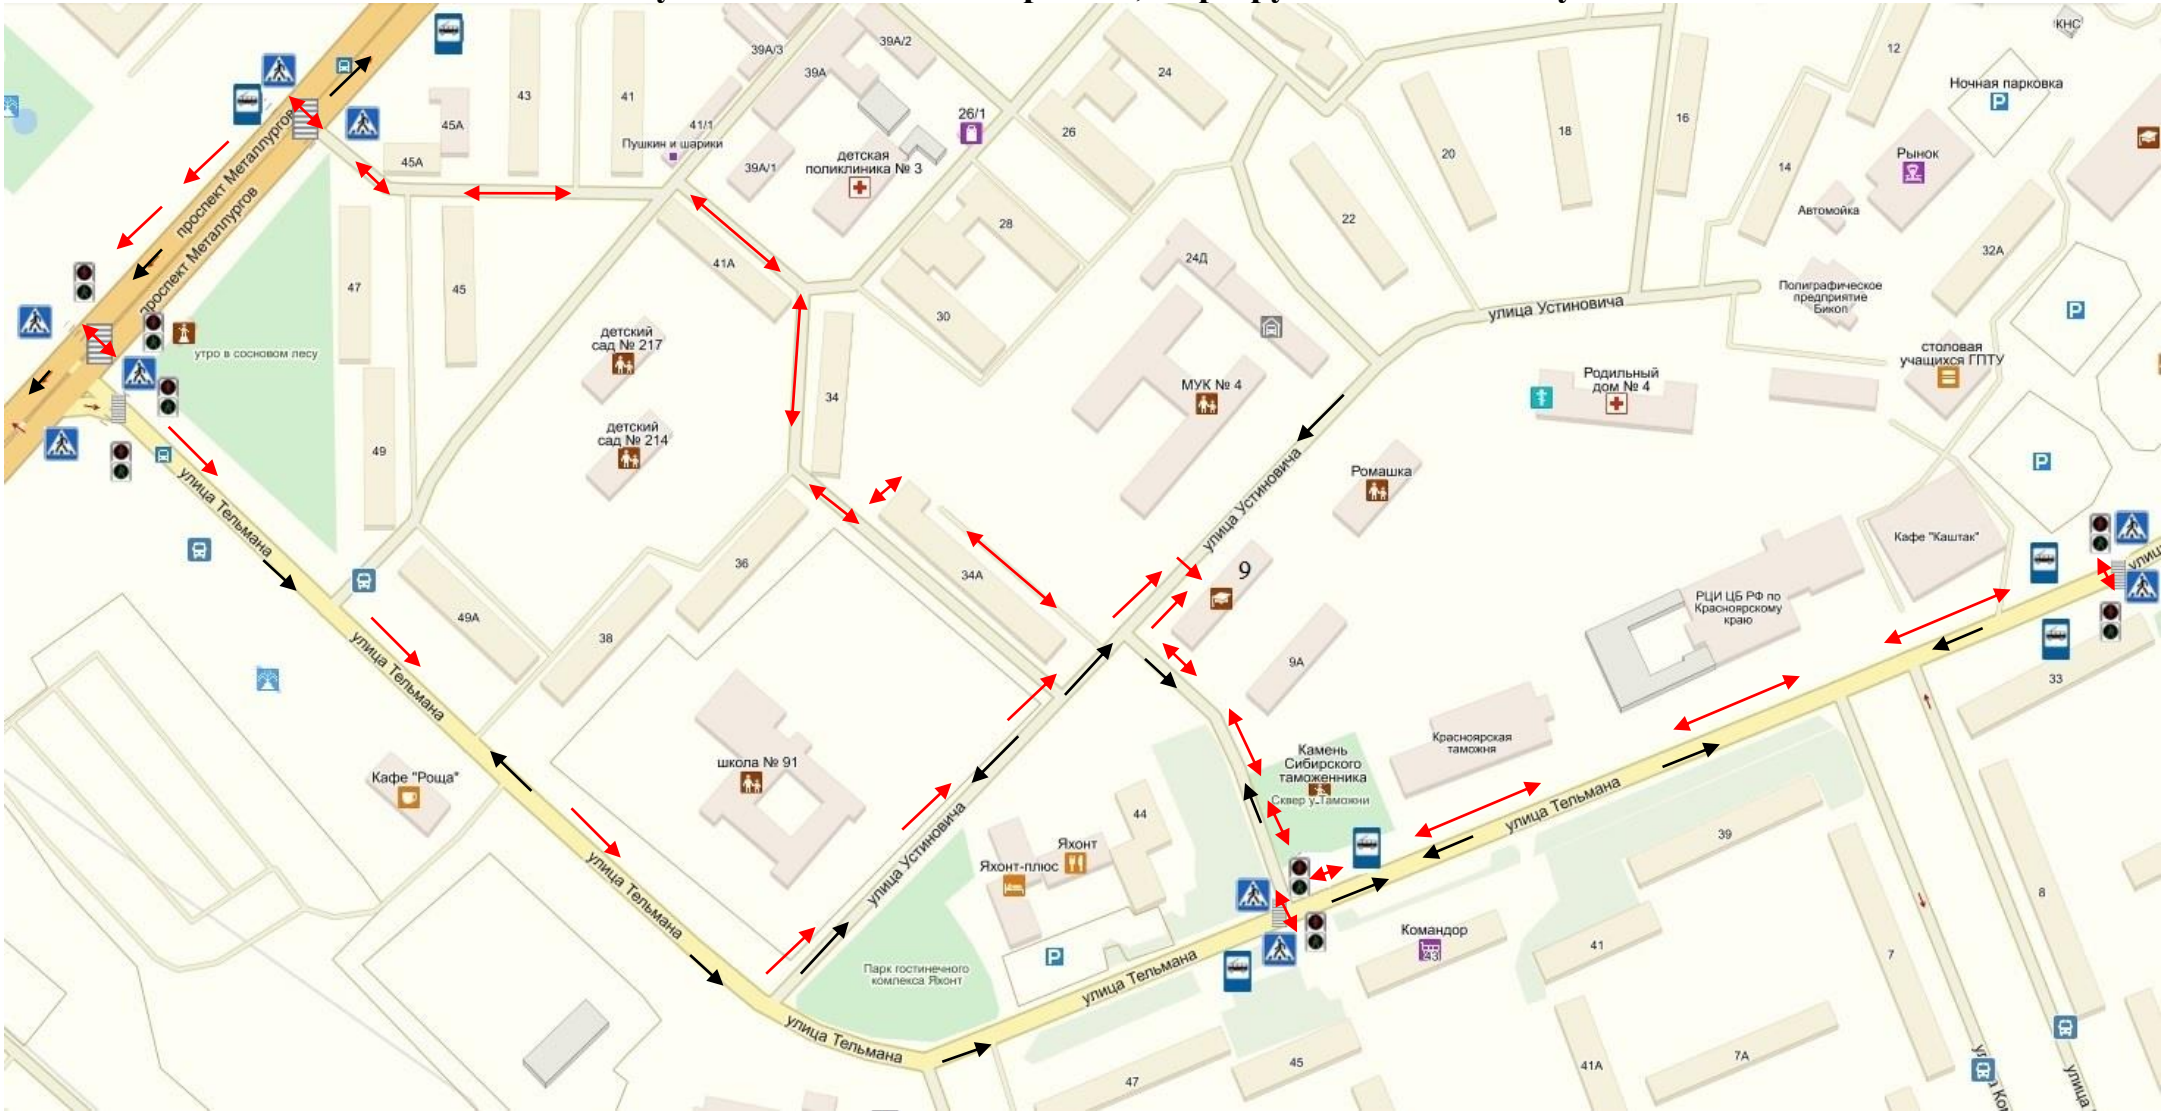 КНС
39А/3
39А/2
12
Ночная парковка
39А
24
43
41
26/1
16
45А
41/1
26
18
Пушкин и шарики
проспект Металлургов
детская
поликлиника № 3
20
Рынок
45А
39А/1
14
Автомойка
22
28
проспект Металлургов
24Д
32А
41А
47
45
Полиграфическое
предприятие
Бикоп
улица Устиновича
30
детский
сад № 217
утро в сосновом лесу
столовая
учащихся ГПТУ
Родильный
дом № 4
МУК № 4
34
детский
сад № 214
49
Ромашка
улица Тельмана
улица Устиновича
Кафе "Каштак"
36
34А
9
РЦИ ЦБ РФ по
Красноярскому
краю
49А
38
9А
33
улица Тельмана
Красноярская
таможня
Камень
Сибирского
таможенника
Сквер у Таможни
школа № 91
Кафе "Роща"
улица Тельмана
44
39
Яхонт
Яхонт-плюс
улица Устиновича
улица Тельмана
8
Командор
43
41
7
Парк гостинечного
комлекса Яхонт
улица Тельмана
улица Тельмана
7А
45
41А
47
улица